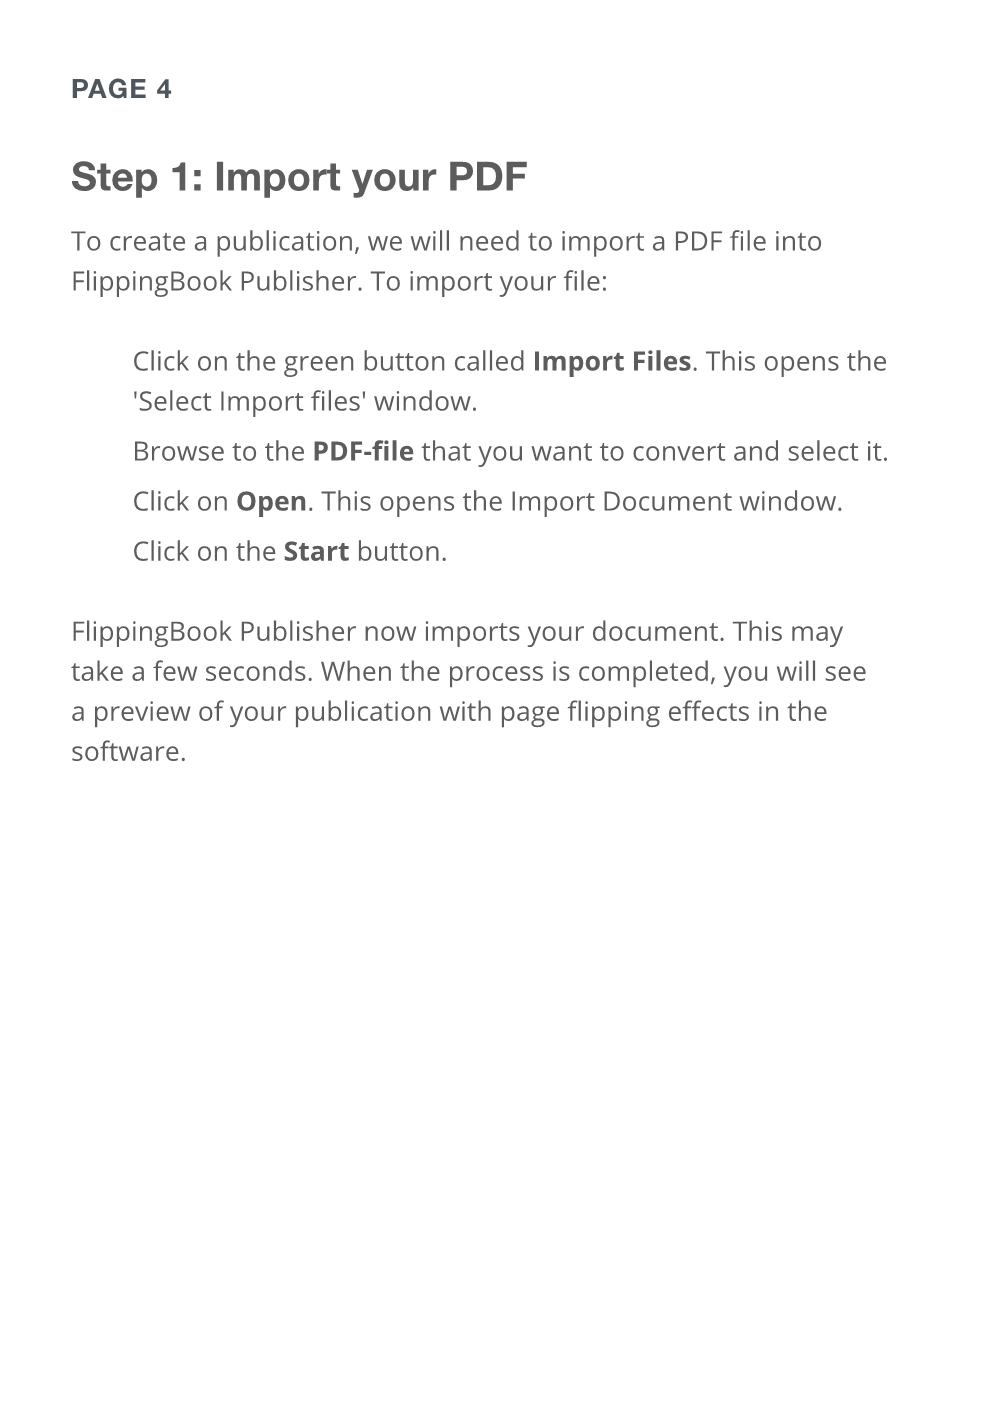 PAGE 4
Step 1: Import your PDF
To create a publication, we will need to import a PDF file into
FlippingBook Publisher. To import your file:
Click on the green button called Import Files. This opens the
'Select Import files' window.
Browse to the PDF-file that you want to convert and select it.
Click on Open. This opens the Import Document window.
Click on the Start button.
FlippingBook Publisher now imports your document. This may
take a few seconds. When the process is completed, you will see
a preview of your publication with page flipping effects in the
software.